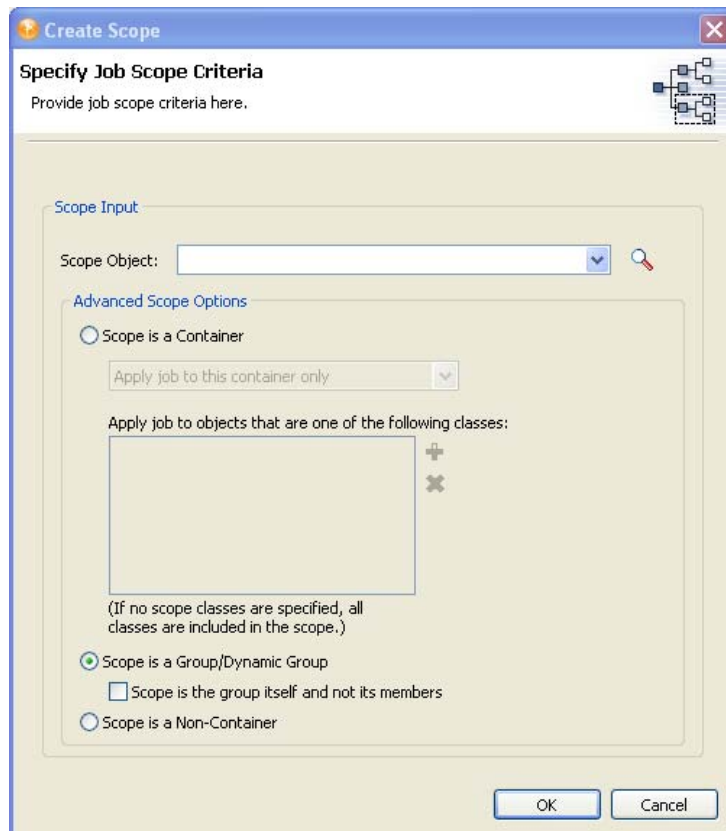 Create Scope
Specify Job Scope Criteria
Provide job scope criteria here.
Scope Input
Scope Object:
Advanced Scope Options
Scope is a Container
Apply job to this container only
Apply job to objects that are one of the following classes:
(If no scope classes are specified, all
classes are included in the scope.)
Scope is a Group/Dynamic Group
Scope is the group itself and not its members
Scope is a Non-Container
OK
Cancel